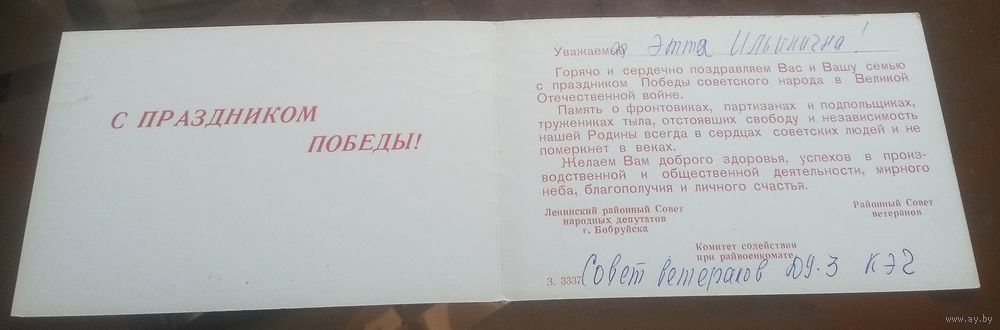 С ПРАЗДНИКОМ
ПОБЕДЫ!
Уважаемая Этта Ильинична!
Горячо и сердечно поздравляем Вас и Вашу семью
с праздником Победы советского народа в Великой
Отечественной войне.
Память о фронтовиках, партизанах и подпольщиках,
тружениках тыла, отстоявших свободу и независимость
нашей Родины всегда в сердцах советских людей и не
померкнет в веках.
Желаем Вам доброго здоровья, успехов в произ-
водственной и общественной деятельности, мирного
неба, благополучия и личного счастья.
Ленинский районный Совет
народных депутатов
г. Бобруйска
Районный Совет
ветеранов
Комитет содействия
при райвоенкомате
З. 3337
Совет ветеранов КЭЧ
www.ay.by